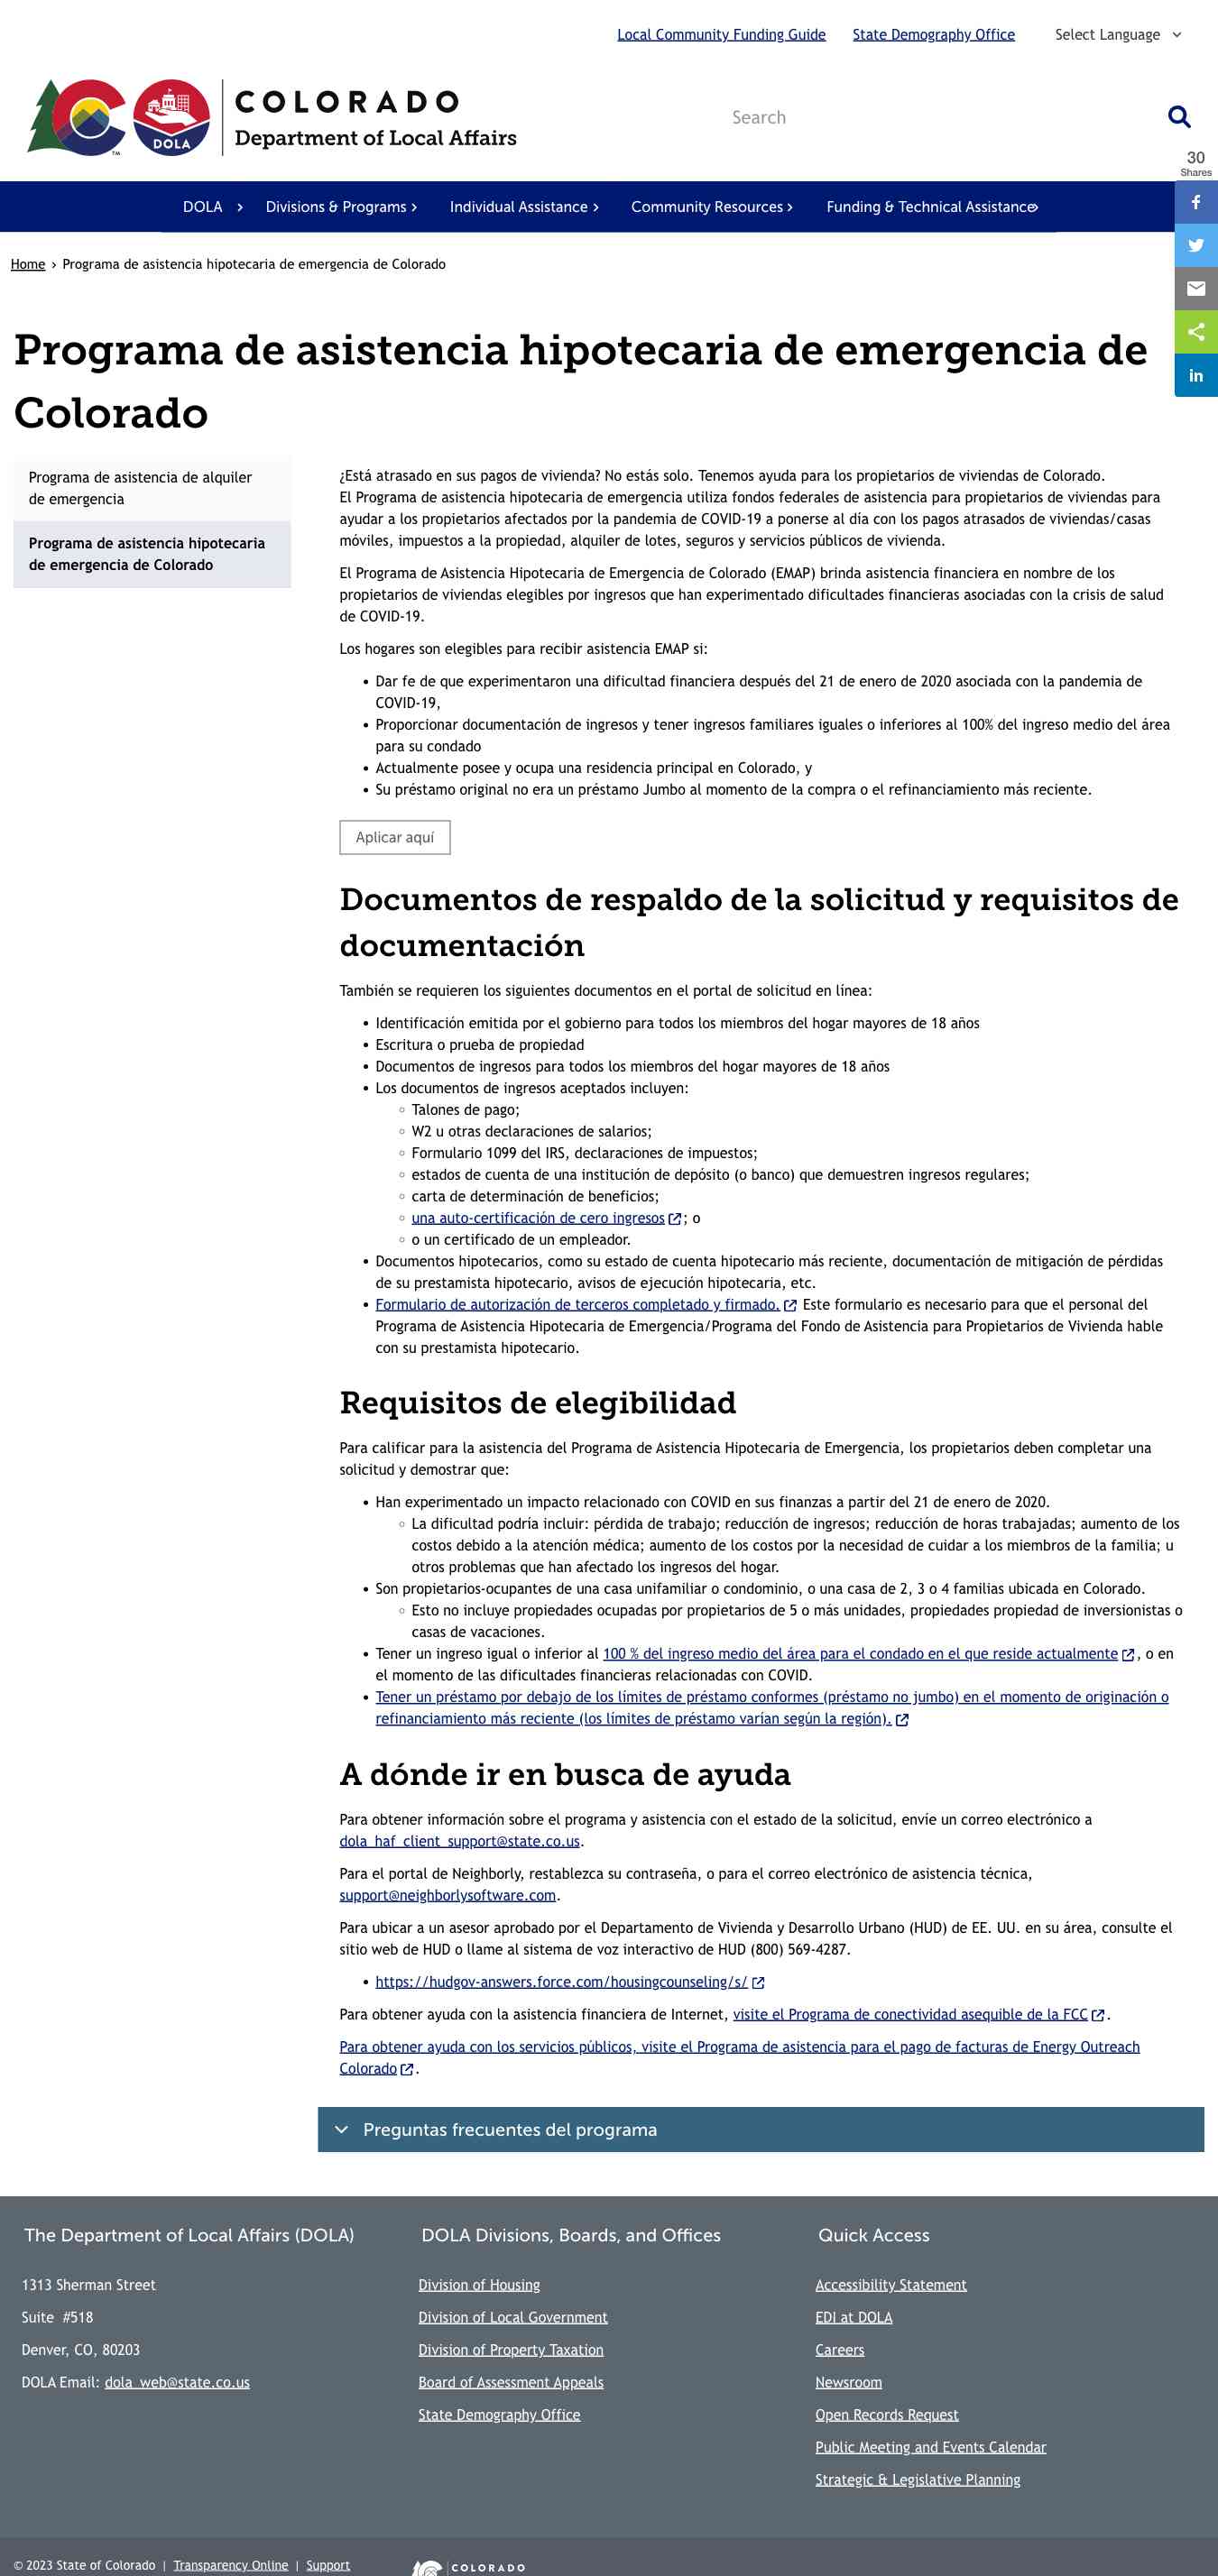 Local Community Funding Guide State Demography Office Select Language
COLORADO
Department of Local Affairs
DOLA
TM
Search
30
Shares
DOLA Divisions & Programs Individual Assistance Community Resources Funding & Technical Assistance
Home › Programa de asistencia hipotecaria de emergencia de Colorado
Programa de asistencia hipotecaria de emergencia de
Colorado
Programa de asistencia de alquiler
de emergencia
Programa de asistencia hipotecaria
de emergencia de Colorado
¿Está atrasado en sus pagos de vivienda? No estás solo. Tenemos ayuda para los propietarios de viviendas de Colorado.
El Programa de asistencia hipotecaria de emergencia utiliza fondos federales de asistencia para propietarios de viviendas para
ayudar a los propietarios afectados por la pandemia de COVID-19 a ponerse al día con los pagos atrasados de viviendas/casas
móviles, impuestos a la propiedad, alquiler de lotes, seguros y servicios públicos de vivienda.
El Programa de Asistencia Hipotecaria de Emergencia de Colorado (EMAP) brinda asistencia financiera en nombre de los
propietarios de viviendas elegibles por ingresos que han experimentado dificultades financieras asociadas con la crisis de salud
de COVID-19.
Los hogares son elegibles para recibir asistencia EMAP si:
• Dar fe de que experimentaron una dificultad financiera después del 21 de enero de 2020 asociada con la pandemia de
COVID-19,
• Proporcionar documentación de ingresos y tener ingresos familiares iguales o inferiores al 100% del ingreso medio del área
para su condado
• Actualmente posee y ocupa una residencia principal en Colorado, y
• Su préstamo original no era un préstamo Jumbo al momento de la compra o el refinanciamiento más reciente.
Aplicar aquí
Documentos de respaldo de la solicitud y requisitos de
documentación
También se requieren los siguientes documentos en el portal de solicitud en línea:
• Identificación emitida por el gobierno para todos los miembros del hogar mayores de 18 años
• Escritura o prueba de propiedad
• Documentos de ingresos para todos los miembros del hogar mayores de 18 años
• Los documentos de ingresos aceptados incluyen:
◦ Talones de pago;
◦ W2 u otras declaraciones de salarios;
◦ Formulario 1099 del IRS, declaraciones de impuestos;
◦ estados de cuenta de una institución de depósito (o banco) que demuestren ingresos regulares;
◦ carta de determinación de beneficios;
◦ una auto-certificación de cero ingresos ; o
◦ o un certificado de un empleador.
• Documentos hipotecarios, como su estado de cuenta hipotecario más reciente, documentación de mitigación de pérdidas
de su prestamista hipotecario, avisos de ejecución hipotecaria, etc.
• Formulario de autorización de terceros completado y firmado. Este formulario es necesario para que el personal del
Programa de Asistencia Hipotecaria de Emergencia/Programa del Fondo de Asistencia para Propietarios de Vivienda hable
con su prestamista hipotecario.
Requisitos de elegibilidad
Para calificar para la asistencia del Programa de Asistencia Hipotecaria de Emergencia, los propietarios deben completar una
solicitud y demostrar que:
• Han experimentado un impacto relacionado con COVID en sus finanzas a partir del 21 de enero de 2020.
◦ La dificultad podría incluir: pérdida de trabajo; reducción de ingresos; reducción de horas trabajadas; aumento de los
costos debido a la atención médica; aumento de los costos por la necesidad de cuidar a los miembros de la familia; u
otros problemas que han afectado los ingresos del hogar.
• Son propietarios-ocupantes de una casa unifamiliar o condominio, o una casa de 2, 3 o 4 familias ubicada en Colorado.
◦ Esto no incluye propiedades ocupadas por propietarios de 5 o más unidades, propiedades propiedad de inversionistas o
casas de vacaciones.
• Tener un ingreso igual o inferior al 100 % del ingreso medio del área para el condado en el que reside actualmente , o en
el momento de las dificultades financieras relacionadas con COVID.
• Tener un préstamo por debajo de los límites de préstamo conformes (préstamo no jumbo) en el momento de originación o
refinanciamiento más reciente (los límites de préstamo varían según la región).
A dónde ir en busca de ayuda
Para obtener información sobre el programa y asistencia con el estado de la solicitud, envíe un correo electrónico a
dola_haf_client_support@state.co.us.
Para el portal de Neighborly, restablezca su contraseña, o para el correo electrónico de asistencia técnica,
support@neighborlysoftware.com.
Para ubicar a un asesor aprobado por el Departamento de Vivienda y Desarrollo Urbano (HUD) de EE. UU. en su área, consulte el
sitio web de HUD o llame al sistema de voz interactivo de HUD (800) 569-4287.
• https://hudgov-answers.force.com/housingcounseling/s/
Para obtener ayuda con la asistencia financiera de Internet, visite el Programa de conectividad asequible de la FCC .
Para obtener ayuda con los servicios públicos, visite el Programa de asistencia para el pago de facturas de Energy Outreach
Colorado .
Preguntas frecuentes del programa
The Department of Local Affairs (DOLA)
1313 Sherman Street
Suite #518
Denver, CO, 80203
DOLA Email: dola_web@state.co.us
DOLA Divisions, Boards, and Offices
Division of Housing
Division of Local Government
Division of Property Taxation
Board of Assessment Appeals
State Demography Office
Quick Access
Accessibility Statement
EDI at DOLA
Careers
Newsroom
Open Records Request
Public Meeting and Events Calendar
Strategic & Legislative Planning
© 2023 State of Colorado | Transparency Online | Support
COLORADO